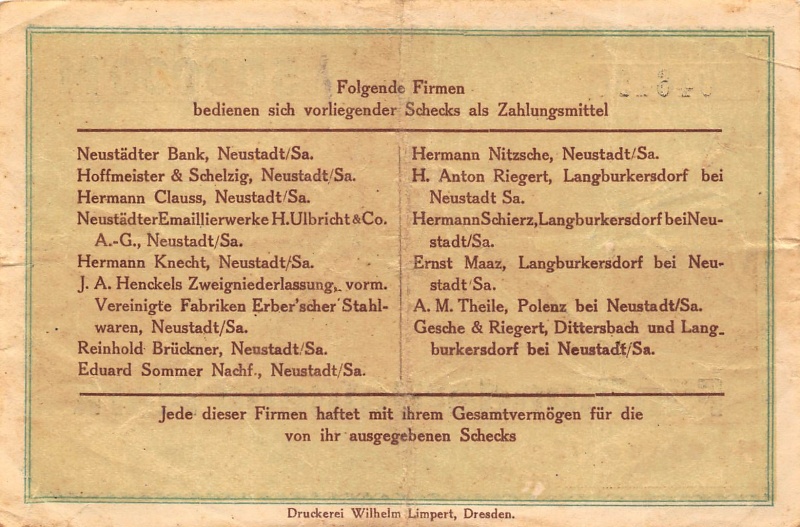 Folgende Firmen
bedienen sich vorliegender Schecks als Zahlungsmittel
Neustädter Bank, Neustadt/Sa.
Hoffmeister & Schelzig, Neustadt/Sa.
Hermann Clauss, Neustadt/Sa.
NeustädterEmaillierwerke H.Ulbricht & Co.
A.-G., Neustadt/Sa.
Hermann Knecht, Neustadt/Sa.
J. A. Henckels Zweigniederlassung, vorm.
Vereinigte Fabriken Erber'scher Stahl-
waren, Neustadt/Sa.
Reinhold Brückner, Neustadt/Sa.
Eduard Sommer Nachf., Neustadt/Sa.
Hermann Nitzsche, Neustadt/Sa.
H. Anton Riegert, Langburkersdorf bei
Neustadt Sa.
HermannSchierz,Langburkersdorf beiNeu-
stadt/Sa.
Ernst Maaz, Langburkersdorf bei Neu-
stadt Sa.
A. M. Theile, Polenz bei Neustadt/Sa.
Gesche & Riegert, Dittersbach und Lang-
burkersdorf bei Neustadt/Sa.
Jede dieser Firmen haftet mit ihrem Gesamtvermögen für die
von ihr ausgegebenen Schecks
Druckerei Wilhelm Limpert, Dresden.